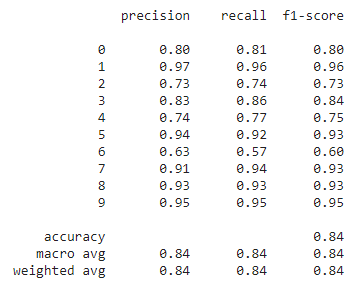 precision recall f1-score
0 0.80 0.81 0.80
1 0.97 0.96 0.96
2 0.73 0.74 0.73
3 0.83 0.86 0.84
4 0.74 0.77 0.75
5 0.94 0.92 0.93
6 0.63 0.57 0.60
7 0.91 0.94 0.93
8 0.93 0.93 0.93
9 0.95 0.95 0.95
accuracy 0.84
macro avg 0.84 0.84 0.84
weighted avg 0.84 0.84 0.84